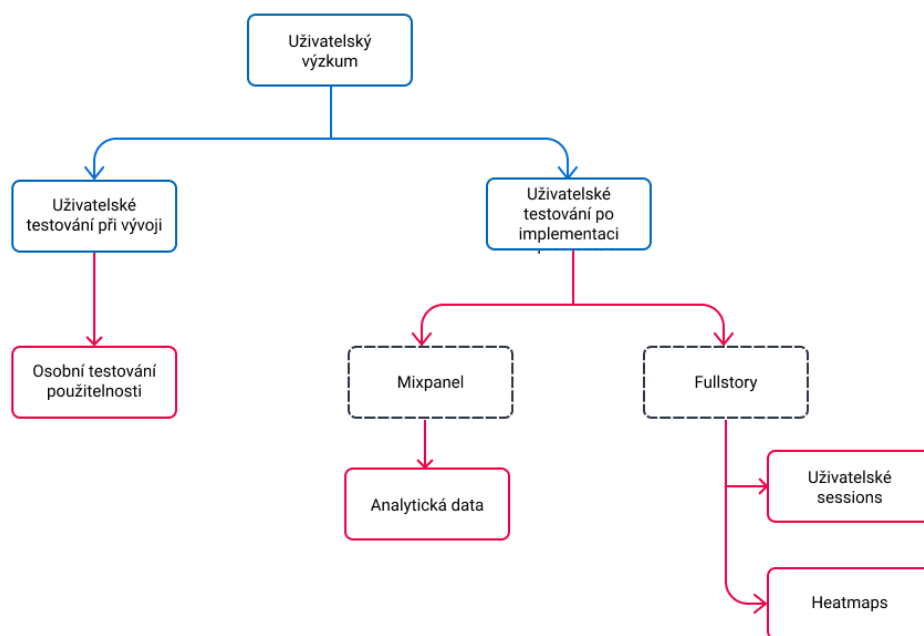 Uživatelský
výzkum
Uživatelské
testování při vývoji
Uživatelské
testování po
implementaci
Osobní testování
použitelnosti
Mixpanel
Fullstory
Analytická data
Uživatelské
sessions
Heatmaps